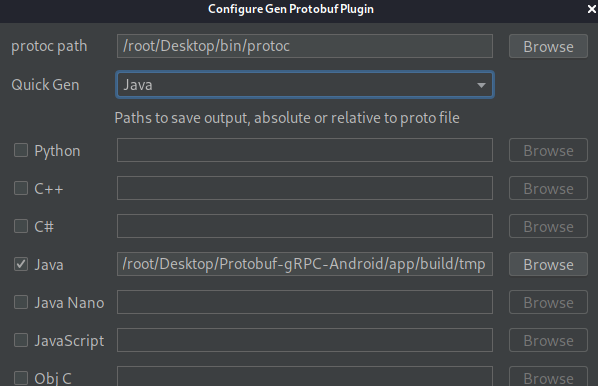 Configure Gen Protobuf Plugin
protoc path /root/Desktop/bin/protoc Browse
Quick Gen Java
Paths to save output, absolute or relative to proto file
Python Browse
C++ Browse
C# Browse
Java /root/Desktop/Protobuf-gRPC-Android/app/build/tmp Browse
Java Nano Browse
JavaScript Browse
Obj C Browse